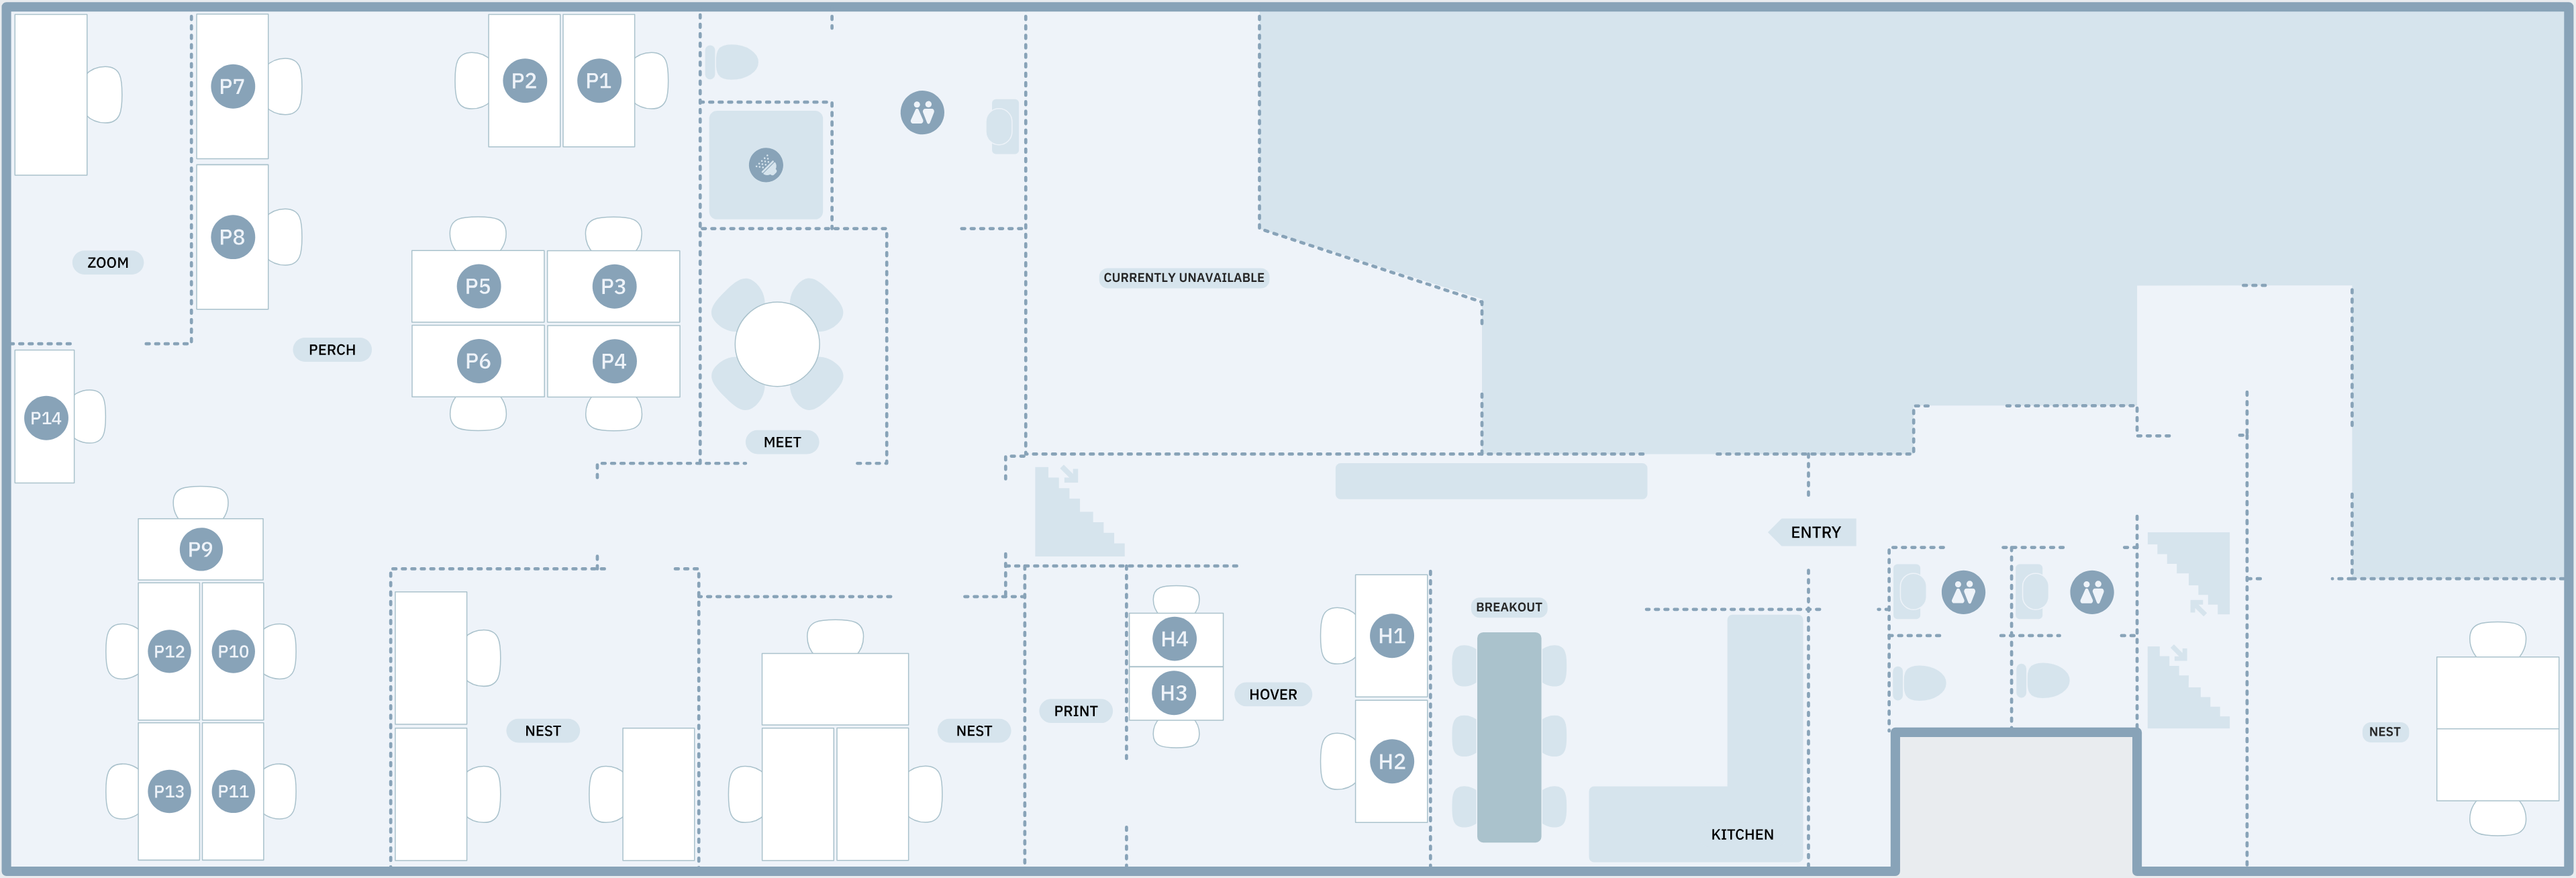 P7
P2
P1
P8
ZOOM
P5
P3
CURRENTLY UNAVAILABLE
PERCH
P6
P4
P14
MEET
ENTRY
P9
BREAKOUT
H4
H1
P12
P10
H3
HOVER
PRINT
NEST
NEST
NEST
H2
P13
P11
KITCHEN